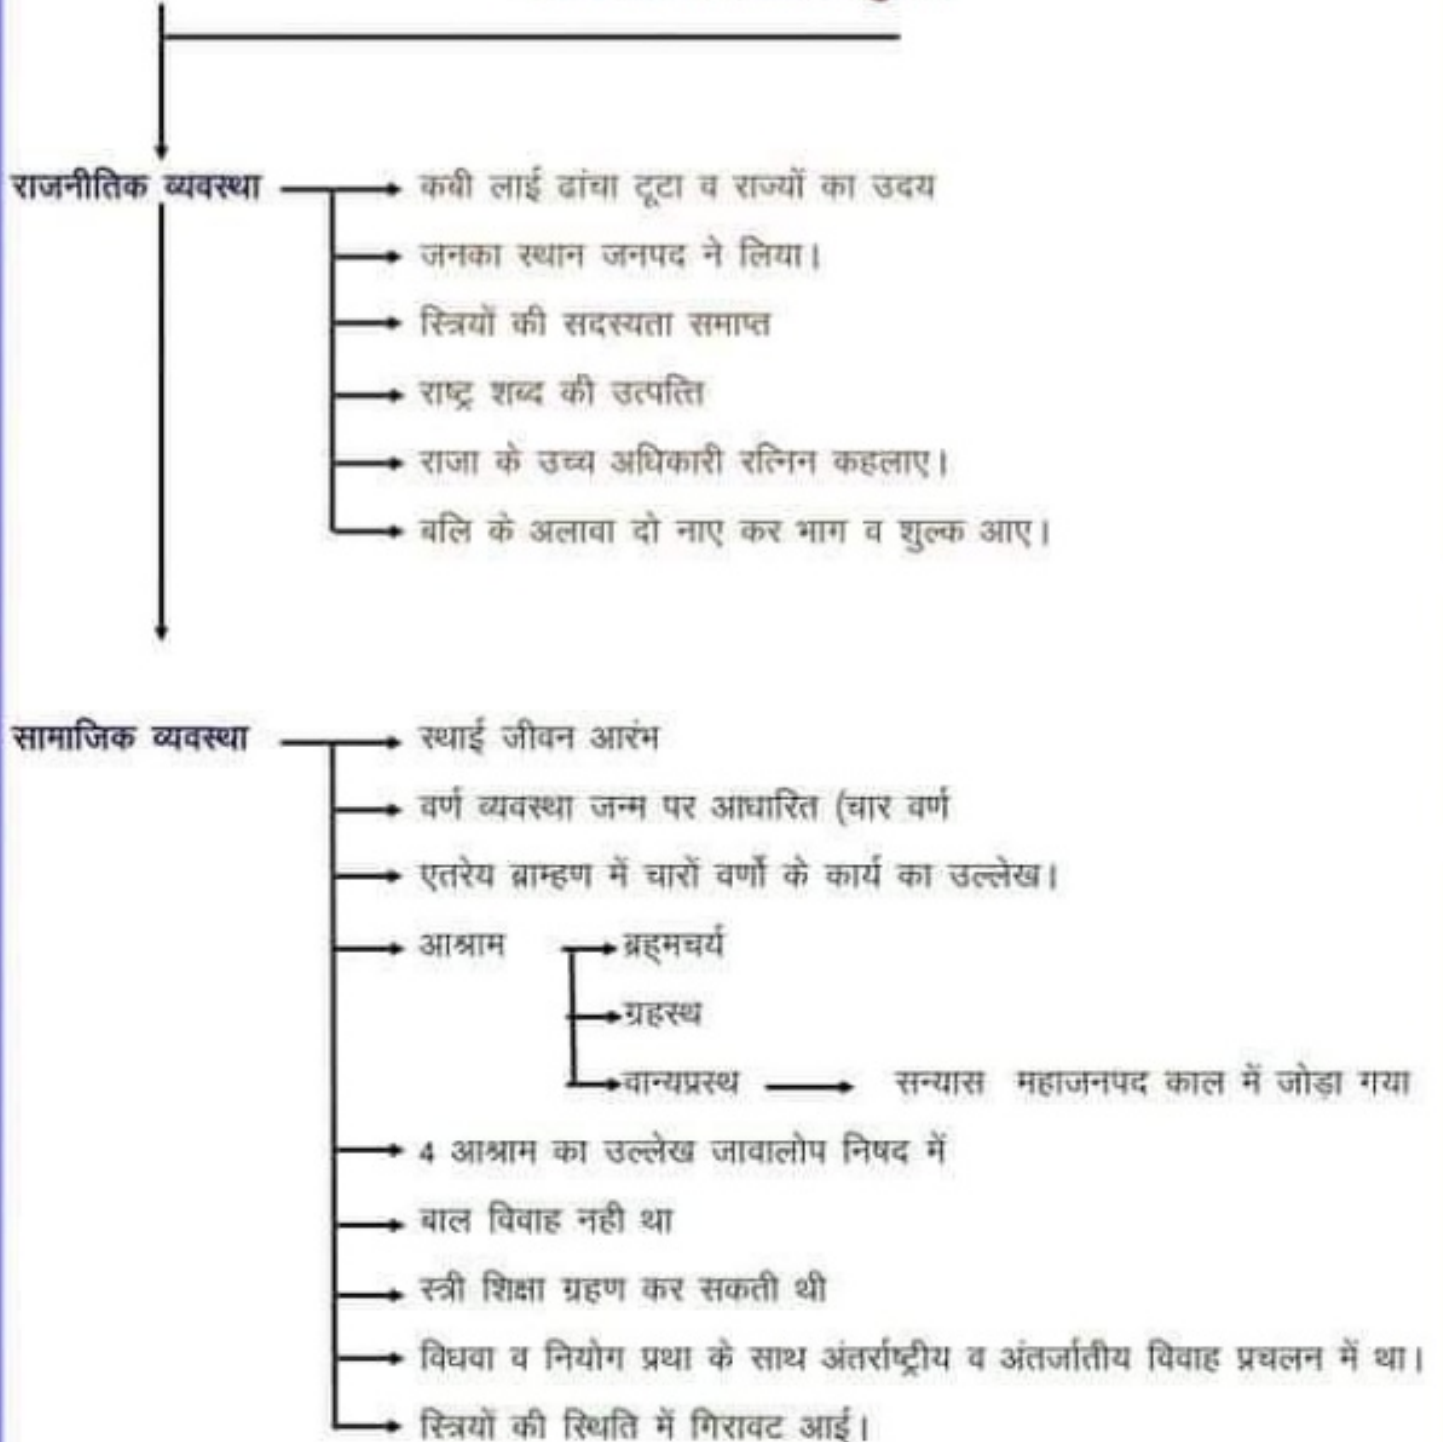 राजनीतिक व्यवस्था
कबी लाई ढांचा टूटा व राज्यों का उदय
जनका स्थान जनपद ने लिया।
स्त्रियों की सदस्यता समाप्त
राष्ट्र शब्द की उत्पत्ति
राजा के उच्च अधिकारी रत्निन कहलाए।
बलि के अलावा दो नाए कर भाग व शुल्क आए।
सामाजिक व्यवस्था
स्थाई जीवन आरंभ
वर्ण व्यवस्था जन्म पर आधारित (चार वर्ण
एतरेय ब्राम्हण में चारों वर्णों के कार्य का उल्लेख।
आश्राम ब्रह्मचर्य
ग्रहस्थ
वान्यप्रस्थ सन्यास महाजनपद काल में जोड़ा गया
4 आश्राम का उल्लेख जावालोप निषद में
बाल विवाह नही था
स्त्री शिक्षा ग्रहण कर सकती थी
विधवा व नियोग प्रथा के साथ अंतर्राष्ट्रीय व अंतर्जातीय विवाह प्रचलन में था।
स्त्रियों की स्थिति में गिरावट आई।